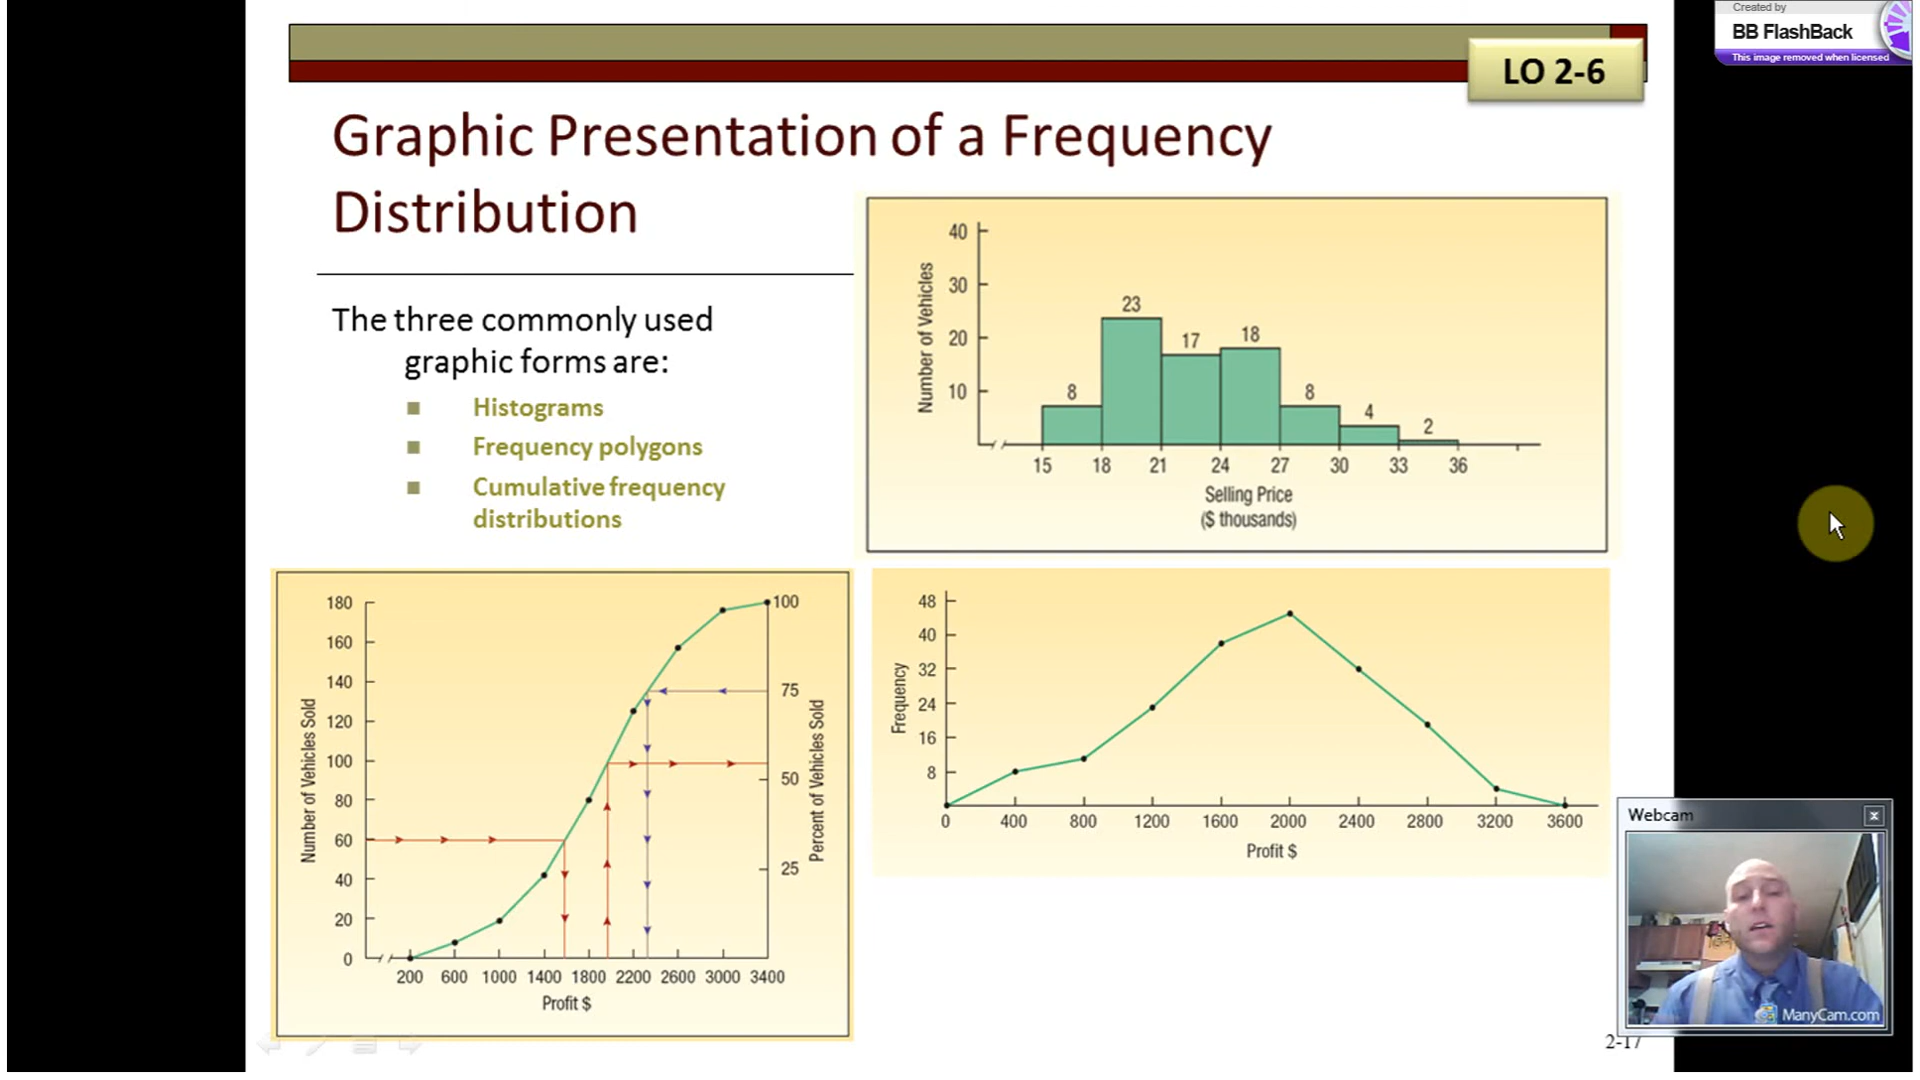 Created by
BB FlashBack
This image removed when licensed
LO 2-6
Graphic Presentation of a Frequency
Distribution
The three commonly used
graphic forms are:
Histograms
Frequency polygons
Cumulative frequency
distributions
Number of Vehicles
40
30
20
10
8
23
17
18
8
4
2
15 18 21 24 27 30 33 36
Selling Price
($ thousands)
Number of Vehicles Sold
180
160
140
120
100
80
60
40
20
0
100
75
50
25
Percent of Vehicles Sold
200 600 1000 1400 1800 2200 2600 3000 3400
Profit $
Frequency
48
40
32
24
16
8
0 400 800 1200 1600 2000 2400 2800 3200 3600
Profit $
Webcam
ManyCam.com
2-17